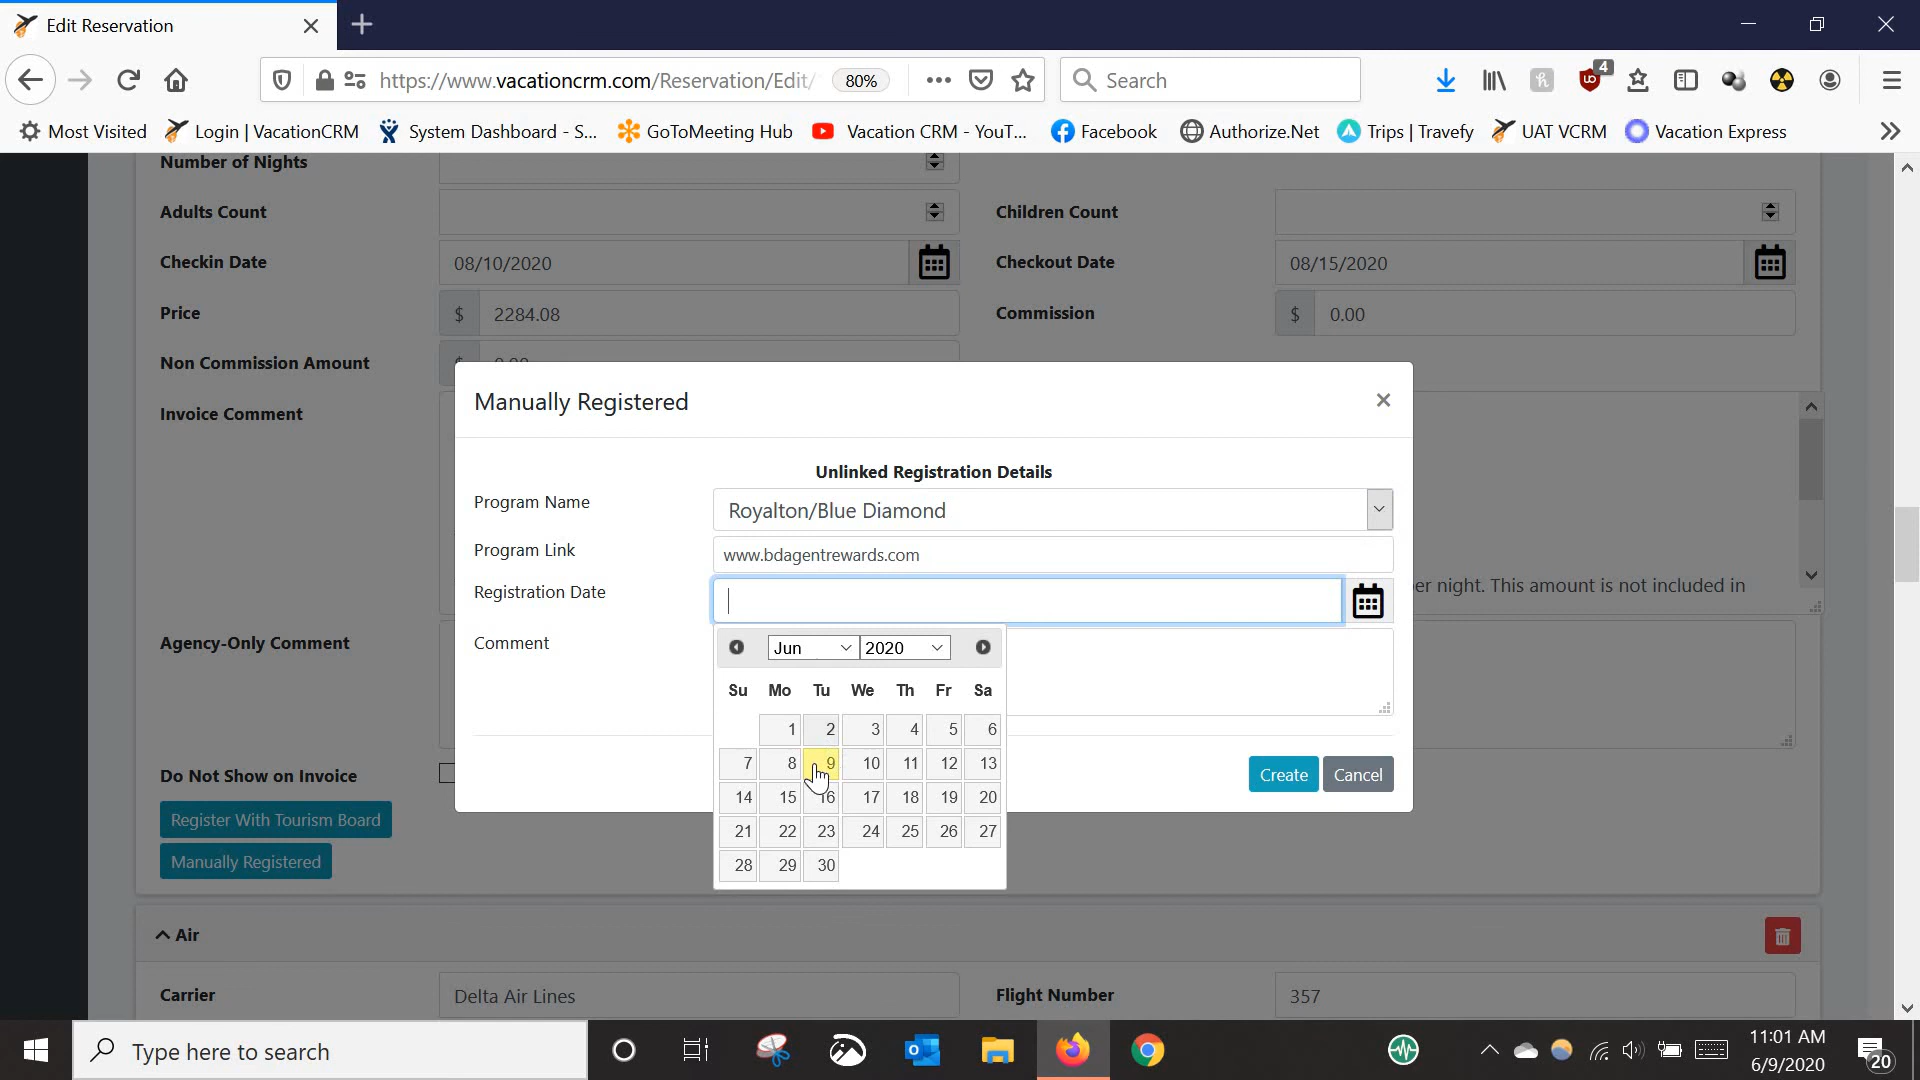 Edit Reservation
https://www.vacationcrm.com/Reservation/Edit/
80%
Search
4
Most Visited
Login | VacationCRM
System Dashboard - S...
GoToMeeting Hub
Vacation CRM - YouT...
Facebook
Authorize.Net
Trips | Travefy
UAT VCRM
Vacation Express
Number of Nights
Adults Count
Children Count
Checkin Date
08/10/2020
Checkout Date
08/15/2020
Price
$
2284.08
Commission
$
0.00
Non Commission Amount
Invoice Comment
Manually Registered
Unlinked Registration Details
Program Name
Royalton/Blue Diamond
Program Link
www.bdagentrewards.com
Registration Date
er night. This amount is not included in
Comment
Agency-Only Comment
Jun
2020
Su Mo Tu We Th Fr Sa
1 2 3 4 5 6
7 8 9 10 11 12 13
14 15 16 17 18 19 20
21 22 23 24 25 26 27
28 29 30
Create
Cancel
Do Not Show on Invoice
Register With Tourism Board
Manually Registered
Air
Carrier
Delta Air Lines
Flight Number
357
Type here to search
11:01 AM
6/9/2020
20